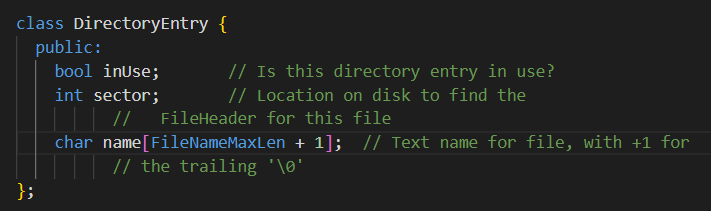 class DirectoryEntry {
public:
bool inUse; // Is this directory entry in use?
int sector; // Location on disk to find the
// FileHeader for this file
char name[FileNameMaxLen + 1]; // Text name for file, with +1 for
// the trailing '\0'
};